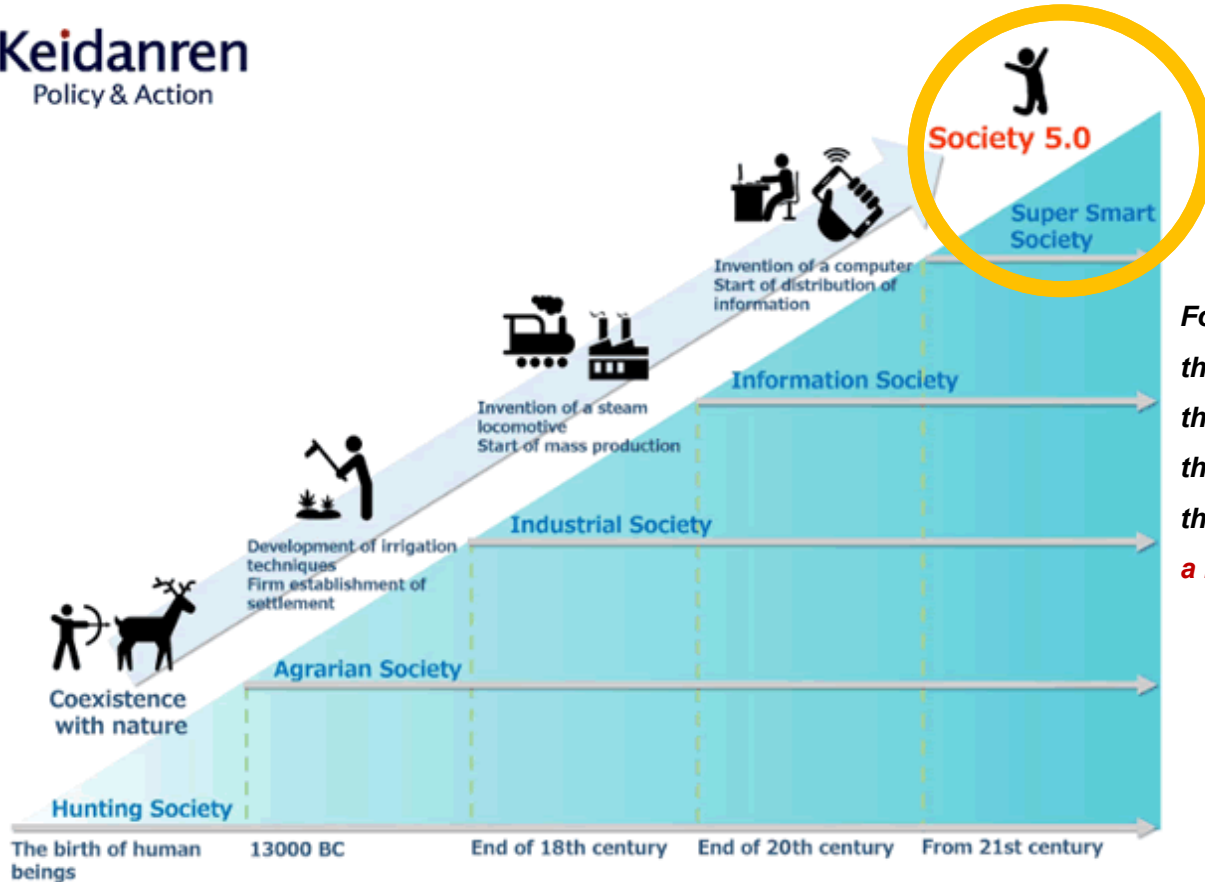 Keidanren
Policy & Action
Society 5.0
Super Smart
Society
Invention of a computer
Start of distribution of
information
Information Society
Invention of a steam
locomotive
Start of mass production
Industrial Society
Development of irrigation
techniques
Firm establishment of
settlement
Agrarian Society
Coexistence
with nature
Hunting Society
The birth of human
beings
13000 BC
End of 18th century
End of 20th century
From 21st century
a